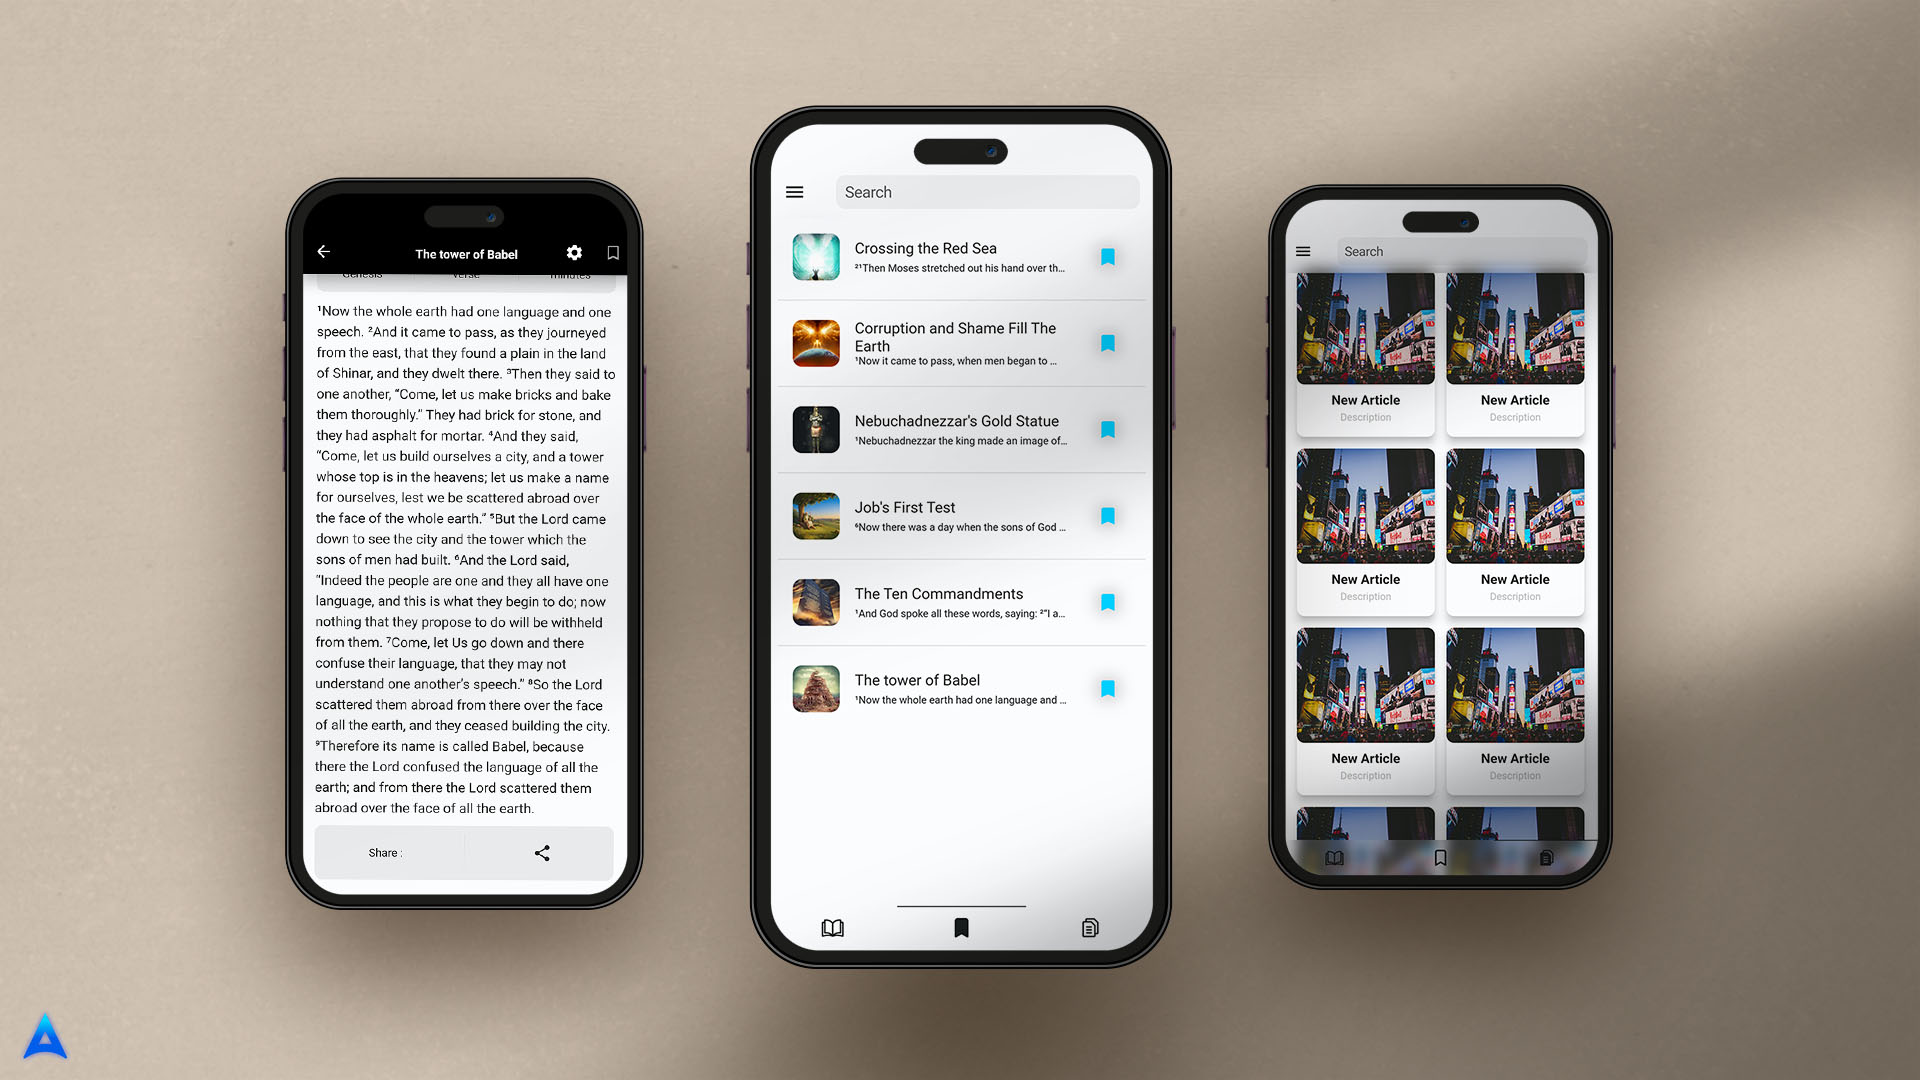 The tower of Babel
Genesis
verse
minutes
¹Now the whole earth had one language and one
speech. ²And it came to pass, as they journeyed
from the east, that they found a plain in the land
of Shinar, and they dwelt there. ³Then they said to
one another, “Come, let us make bricks and bake
them thoroughly.” They had brick for stone, and
they had asphalt for mortar. ⁴And they said,
“Come, let us build ourselves a city, and a tower
whose top is in the heavens; let us make a name
for ourselves, lest we be scattered abroad over
the face of the whole earth.” ⁵But the Lord came
down to see the city and the tower which the
sons of men had built. ⁶And the Lord said,
“Indeed the people are one and they all have one
language, and this is what they begin to do; now
nothing that they propose to do will be withheld
from them. ⁷Come, let Us go down and there
confuse their language, that they may not
understand one another’s speech.” ⁸So the Lord
scattered them abroad from there over the face
of all the earth, and they ceased building the city.
⁹Therefore its name is called Babel, because
there the Lord confused the language of all the
earth; and from there the Lord scattered them
abroad over the face of all the earth.
Share :
Search
Crossing the Red Sea
²¹Then Moses stretched out his hand over th...
Corruption and Shame Fill The
Earth
¹Now it came to pass, when men began to ...
Nebuchadnezzar's Gold Statue
¹Nebuchadnezzar the king made an image of...
Job's First Test
⁶Now there was a day when the sons of God ...
The Ten Commandments
¹And God spoke all these words, saying: ²“I a...
The tower of Babel
¹Now the whole earth had one language and ...
Search
New Article
Description
New Article
Description
New Article
Description
New Article
Description
New Article
Description
New Article
Description